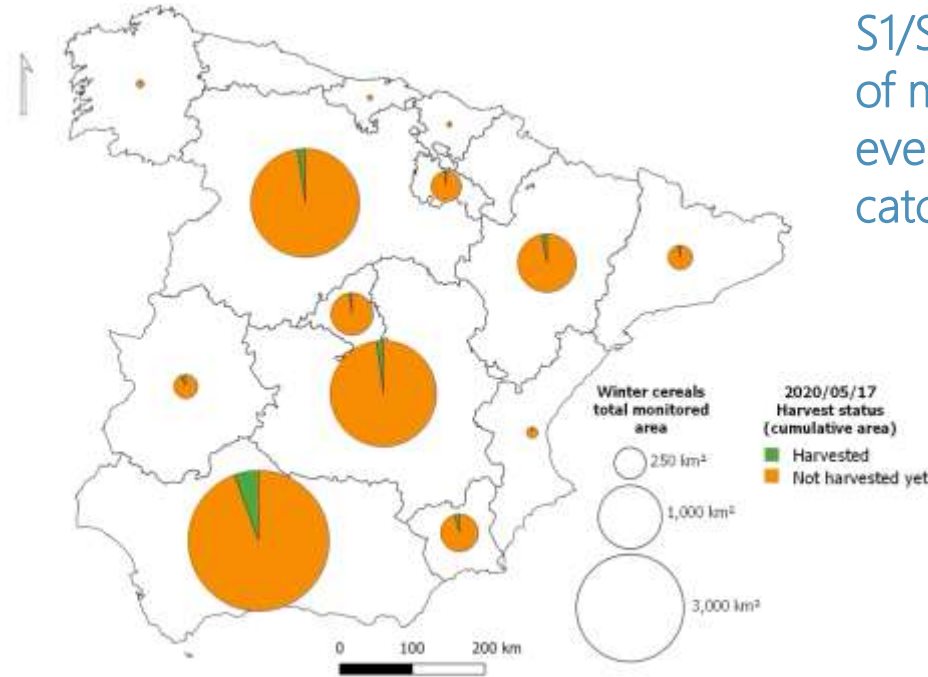 S1/S
of m
eve
cato
Winter cereals
total monitored
area
250 km²
1,000 km²
3,000 km²
2020/05/17
Harvest status
(cumulative area)
Harvested
Not harvested yet
0 100 200 km